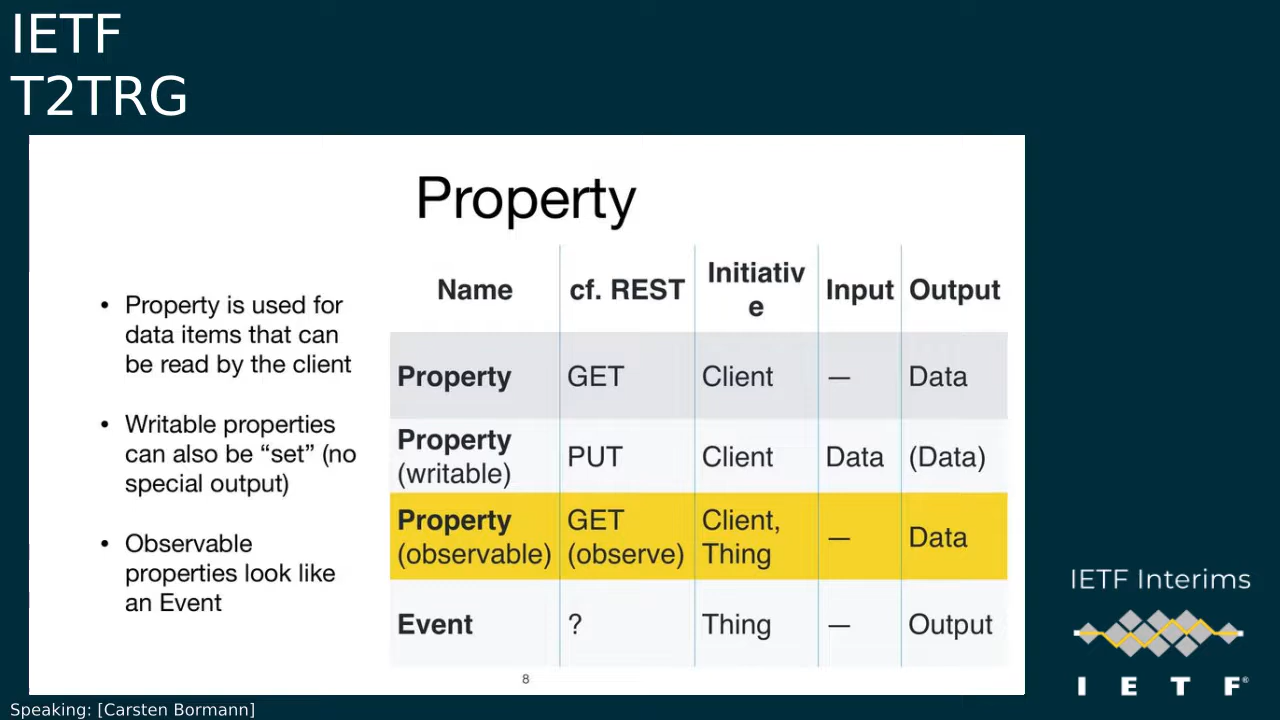 IETF
T2TRG
Property
• Property is used for
data items that can
be read by the client
• Writable properties
can also be “set” (no
special output)
• Observable
properties look like
an Event
Name cf. REST Initiativ
e Input Output
Property GET Client — Data
Property
(writable) PUT Client Data (Data)
Property GET Client,
(observable) (observe) Thing — Data
Event ? Thing — Output
8
IETF Interims
I E T F®
Speaking: [Carsten Bormann]